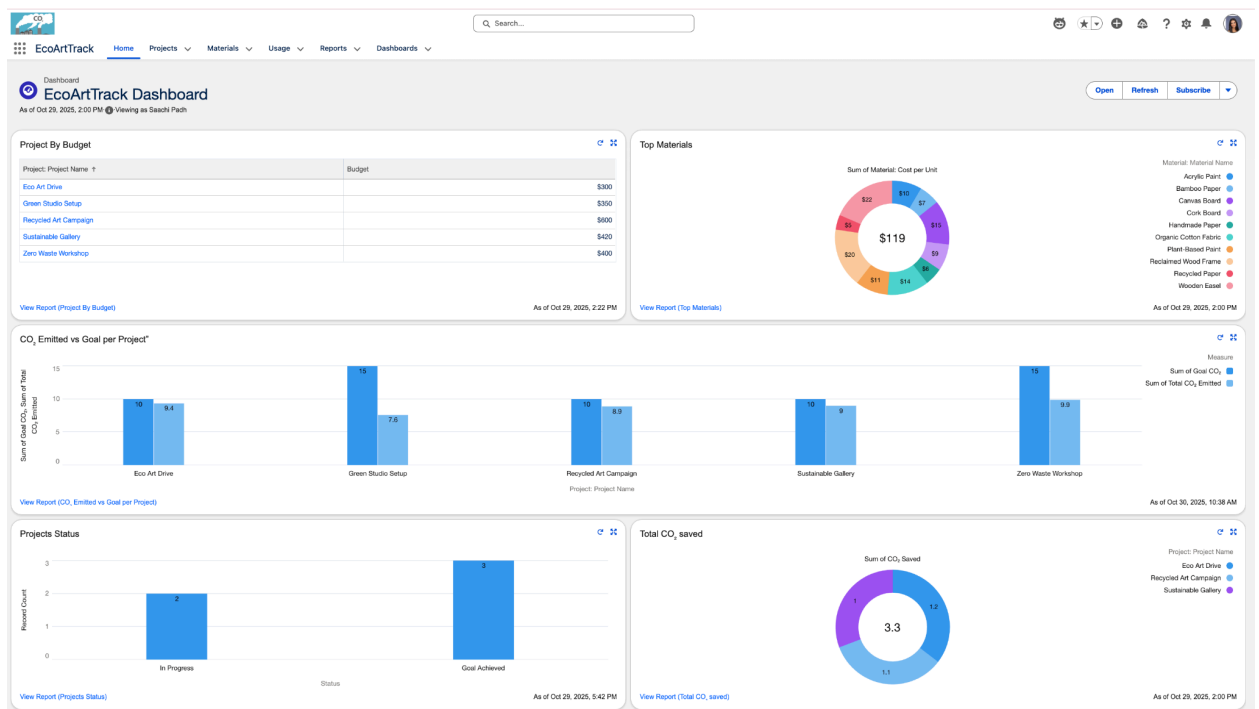 CO2
Search...
EcoArtTrack
Home
Projects
Materials
Usage
Reports
Dashboards
Dashboard
EcoArtTrack Dashboard
As of Oct 29, 2025, 2:00 PM·Viewing as Saachi Padh
Open
Refresh
Subscribe
Project By Budget
Project: Project Name ↑ Budget
Eco Art Drive $300
Green Studio Setup $350
Recycled Art Campaign $600
Sustainable Gallery $420
Zero Waste Workshop $400
View Report (Project By Budget)
As of Oct 29, 2025, 2:22 PM
Top Materials
Sum of Material: Cost per Unit
$10
$7
$15
$9
$6
$14
$11
$20
$5
$22
$119
Material: Material Name
Acrylic Paint
Bamboo Paper
Canvas Board
Cork Board
Handmade Paper
Organic Cotton Fabric
Plant-Based Paint
Reclaimed Wood Frame
Recycled Paper
Wooden Easel
View Report (Top Materials)
As of Oct 29, 2025, 2:00 PM
CO₂ Emitted vs Goal per Project"
Sum of Goal CO₂, Sum of Total
CO₂ Emitted
15
10
5
0
10
9.4
15
7.6
10
8.9
10
9
15
9.9
Eco Art Drive
Green Studio Setup
Recycled Art Campaign
Sustainable Gallery
Zero Waste Workshop
Project: Project Name
Measure
Sum of Goal CO₂
Sum of Total CO₂ Emitted
View Report (CO₂ Emitted vs Goal per Project)
As of Oct 30, 2025, 10:38 AM
Projects Status
Record Count
3
2
1
0
2
3
In Progress
Goal Achieved
Status
View Report (Projects Status)
As of Oct 29, 2025, 5:42 PM
Total CO₂ saved
Sum of CO₂ Saved
1
1.2
1.1
3.3
Project: Project Name
Eco Art Drive
Recycled Art Campaign
Sustainable Gallery
View Report (Total CO₂ saved)
As of Oct 29, 2025, 2:00 PM